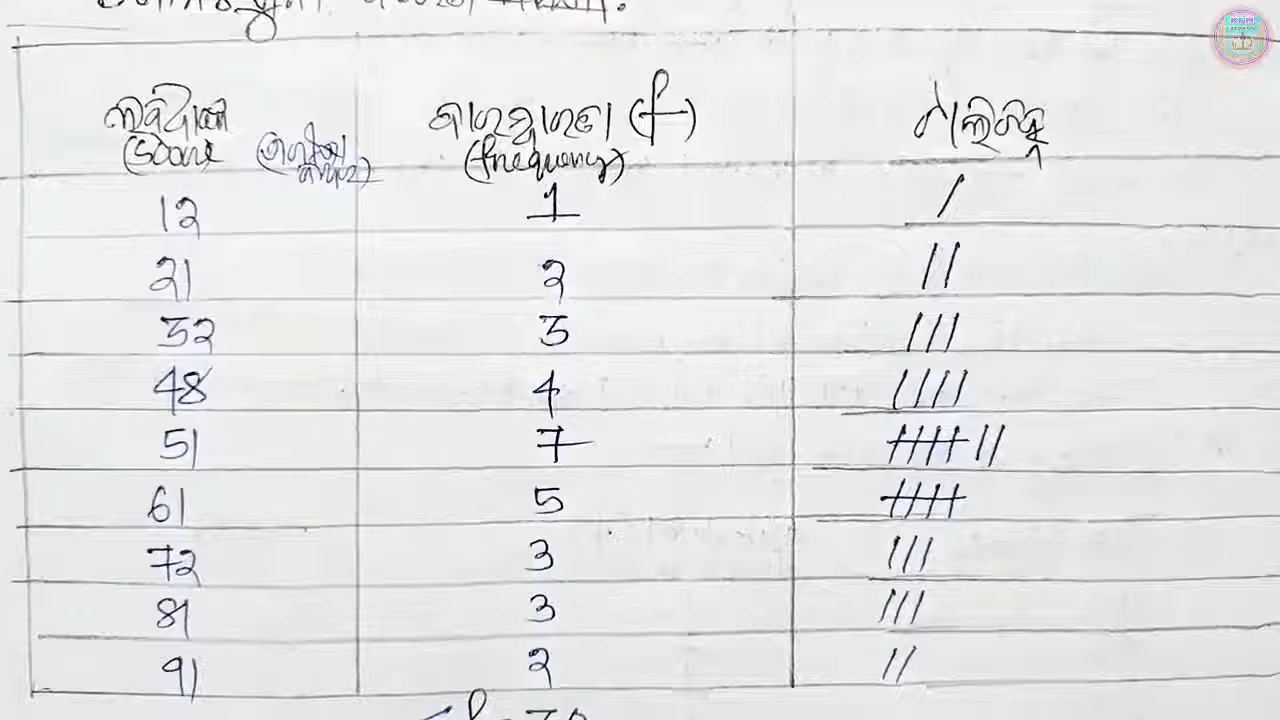 ଲବ୍ଧାଙ୍କ ବାରମ୍ବାରତା (f) ଟାଲିଚିହ୍ନ
(Score (frequency)
12 1 /
21 2 //
32 3 ///
48 4 ////
51 7 //// //
61 5 ////
72 3 ///
81 3 ///
91 2 //